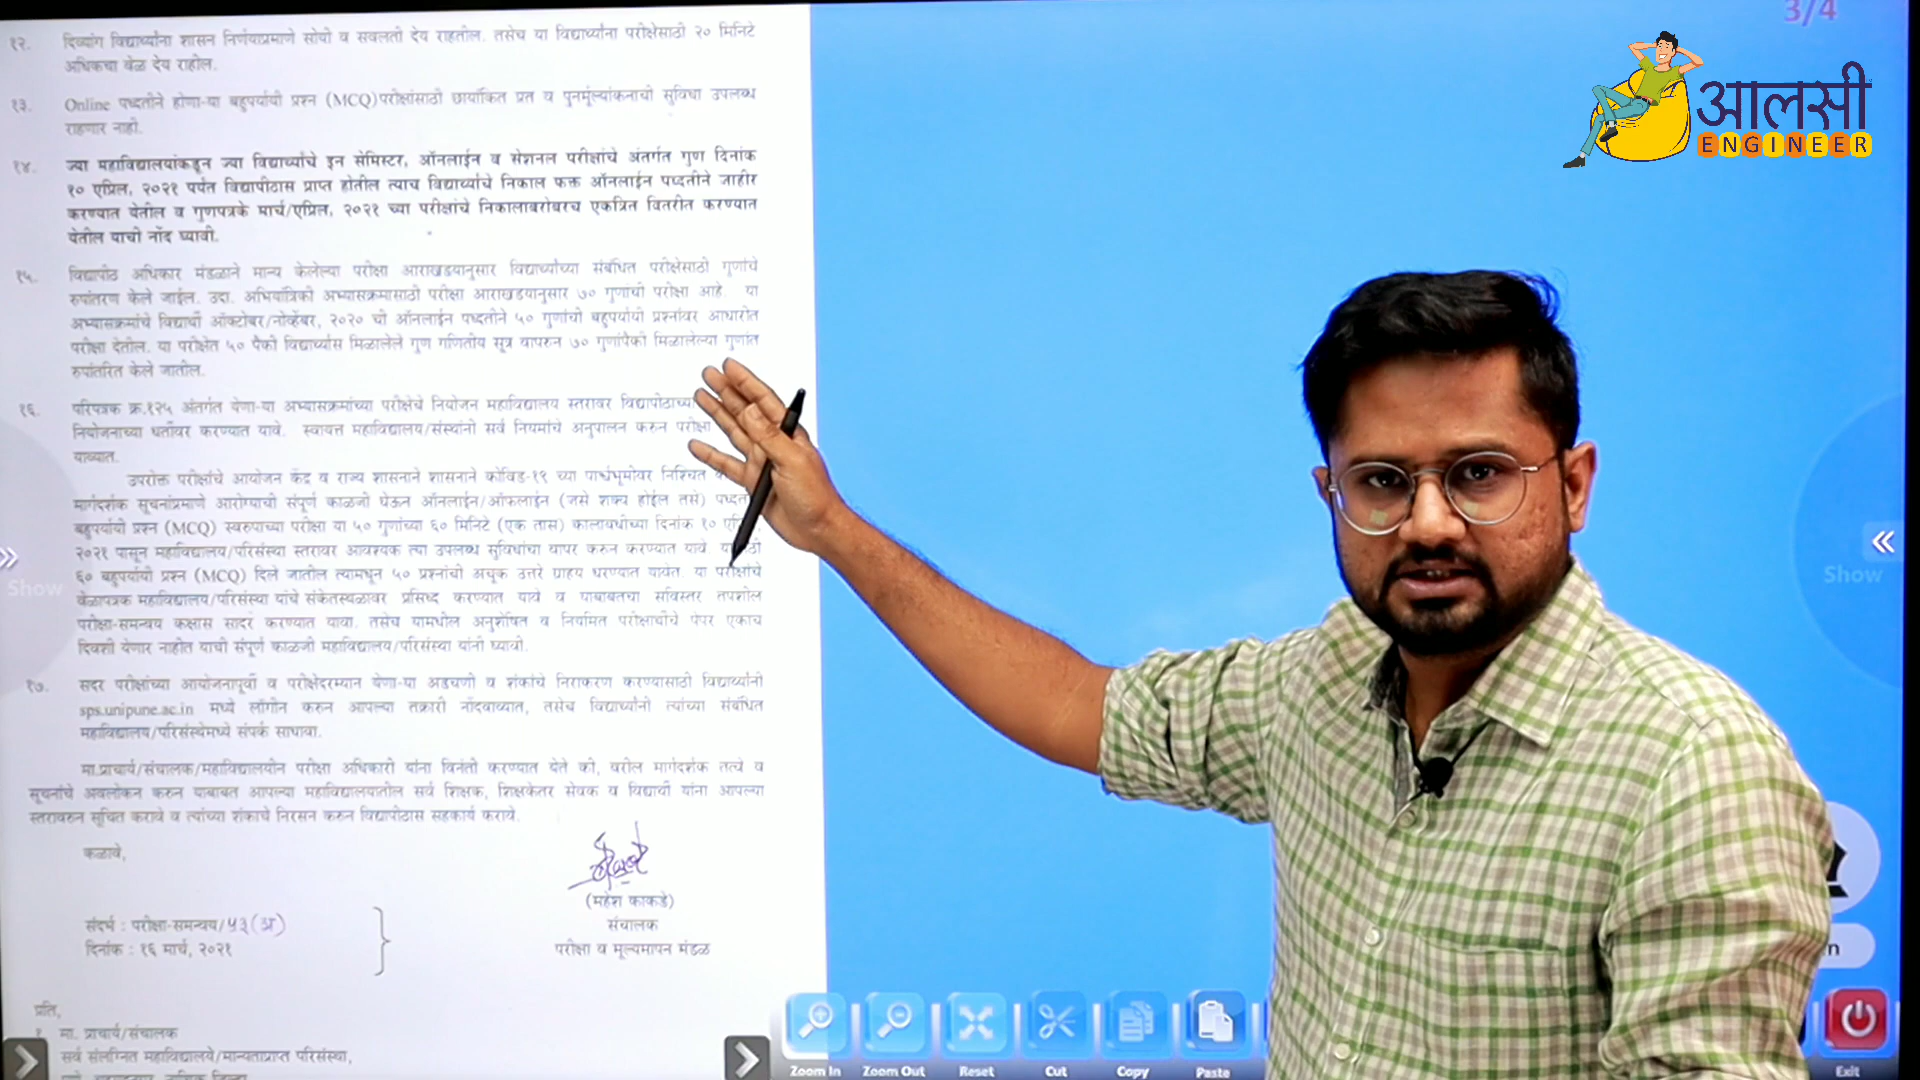 3/4
आलसी
ENGINEER
१२. दिव्यांग विद्यार्थ्यांना शासन निर्णयाप्रमाणे सोयी व सवलती देय राहतील. तसेच या विद्यार्थ्यांना परीक्षेसाठी २० मिनिटे
अधिकचा वेळ देय राहील.
१३. Online पध्दतीने होणा-या बहुपर्यायी प्रश्न (MCQ)परीक्षांसाठी छायांकित प्रत व पुनर्मुल्यांकनाची सुविधा उपलब्ध
राहणार नाही.
१४. ज्या महाविद्यालयांकडून ज्या विद्यार्थ्यांचे इन सेमिस्टर, ऑनलाईन व सेशनल परीक्षांचे अंतर्गत गुण दिनांक
१० एप्रिल, २०२१ पर्यंत विद्यापीठास प्राप्त होतील त्याच विद्यार्थ्यांचे निकाल फक्त ऑनलाईन पध्दतीने जाहीर
करण्यात येतील व गुणपत्रके मार्च/एप्रिल, २०२१ च्या परीक्षांचे निकालाबरोबरच एकत्रित वितरीत करण्यात
येतील याची नोंद घ्यावी.
१५. विद्यापीठ अधिकार मंडळाने मान्य केलेल्या परीक्षा आराखडयानुसार विद्यार्थ्यांच्या संबंधित परीक्षेसाठी गुणांचे
रुपांतरण केले जाईल. उदा. अभियांत्रिकी अभ्यासक्रमासाठी परीक्षा आराखडयानुसार ७० गुणांची परीक्षा आहे. या
अभ्यासक्रमांचे विद्यार्थी ऑक्टोबर/नोव्हेंबर, २०२० ची ऑनलाईन पध्दतीने ५० गुणांची बहुपर्यायी प्रश्नांवर आधारीत
परीक्षा देतील. या परीक्षेत ५० पैकी विद्यार्थ्यास मिळालेले गुण गणितीय सूत्र वापरुन ७० गुणांपैकी मिळालेल्या गुणांत
रुपांतरित केले जातील.
१६. परिपत्रक क्र.१२५ अंतर्गत येणा-या अभ्यासक्रमांच्या परीक्षेचे नियोजन महाविद्यालय स्तरावर विद्यापीठाच्या
नियोजनाच्या धर्तीवर करण्यात यावे. स्वायत्त महाविद्यालय/संस्थांनी सर्व नियमांचे अनुपालन करुन परीक्षा
याव्यात.
उपरोक्त परीक्षांचे आयोजन केंद्र व राज्य शासनाने शासनाने कोविड-१९ च्या पार्श्वभूमीवर निश्चित
मार्गदर्शक सूचनांप्रमाणे आरोग्याची संपूर्ण काळजी घेऊन ऑनलाईन/ऑफलाईन (जसे शक्य होईल तसे)
बहुपर्यायी प्रश्न (MCQ) स्वरुपाच्या परीक्षा या ५० गुणांच्या ६० मिनिटे (एक तास) कालावधीच्या दिनांक १०
२०२१ पासून महाविद्यालय/परिसंस्था स्तरावर आवश्यक त्या उपलब्ध सुविधांचा वापर करुन करण्यात यावे.
६० बहुपर्यायी प्रश्न (MCQ) दिले जातील त्यामधून ५० प्रश्नांची अचूक उत्तरे ग्राहय धरण्यात यावेत. या परीक्षांचे
वेळापत्रक महाविद्यालय/परिसंस्था यांचे संकेतस्थळावर प्रसिध्द करण्यात यावे व याबाबतचा सविस्तर तपशील
परीक्षा-समन्वय कक्षास सादर करण्यात यावा. तसेच यामधील अनुशेषित व नियमित परीक्षार्थींचे पेपर एकाच
दिवशी येणार नाहीत याची संपूर्ण काळजी महाविद्यालय/परिसंस्था यांनी घ्यावी.
१७. सदर परीक्षांच्या आयोजनापूर्वी व परीक्षेदरम्यान येणा-या अडचणी व शंकांचे निराकरण करण्यासाठी विद्यार्थ्यांनी
sps.unipune.ac.in मध्ये लॉगीन करुन आपल्या तक्रारी नोंदवाव्यात, तसेच विद्यार्थ्यांनी त्यांच्या संबंधित
महाविद्यालय/परिसंस्थेमध्ये संपर्क साधावा.
मा.प्राचार्य/संचालक/महाविद्यालयीन परीक्षा अधिकारी यांना विनंती करण्यात येते की, वरील मार्गदर्शक तत्वे व
सूचनांचे अवलोकन करुन याबाबत आपल्या महाविद्यालयातील सर्व शिक्षक, शिक्षकेतर सेवक व विद्यार्थी यांना आपल्या
स्तरावरुन सूचित करावे व त्यांच्या शंकाचे निरसन करुन विद्यापीठास सहकार्य करावे.
कळावे,
(महेश काकडे)
संचालक
परीक्षा व मूल्यमापन मंडळ
संदर्भ : परीक्षा-समन्वय/५३(अ)
दिनांक : १६ मार्च, २०२१
प्रति,
१. मा. प्राचार्य/संचालक
सर्व संलग्नित महाविद्यालये/मान्यताप्राप्त परिसंस्था,
Show
Show
Zoom In
Zoom Out
Reset
Cut
Copy
Paste
Exit